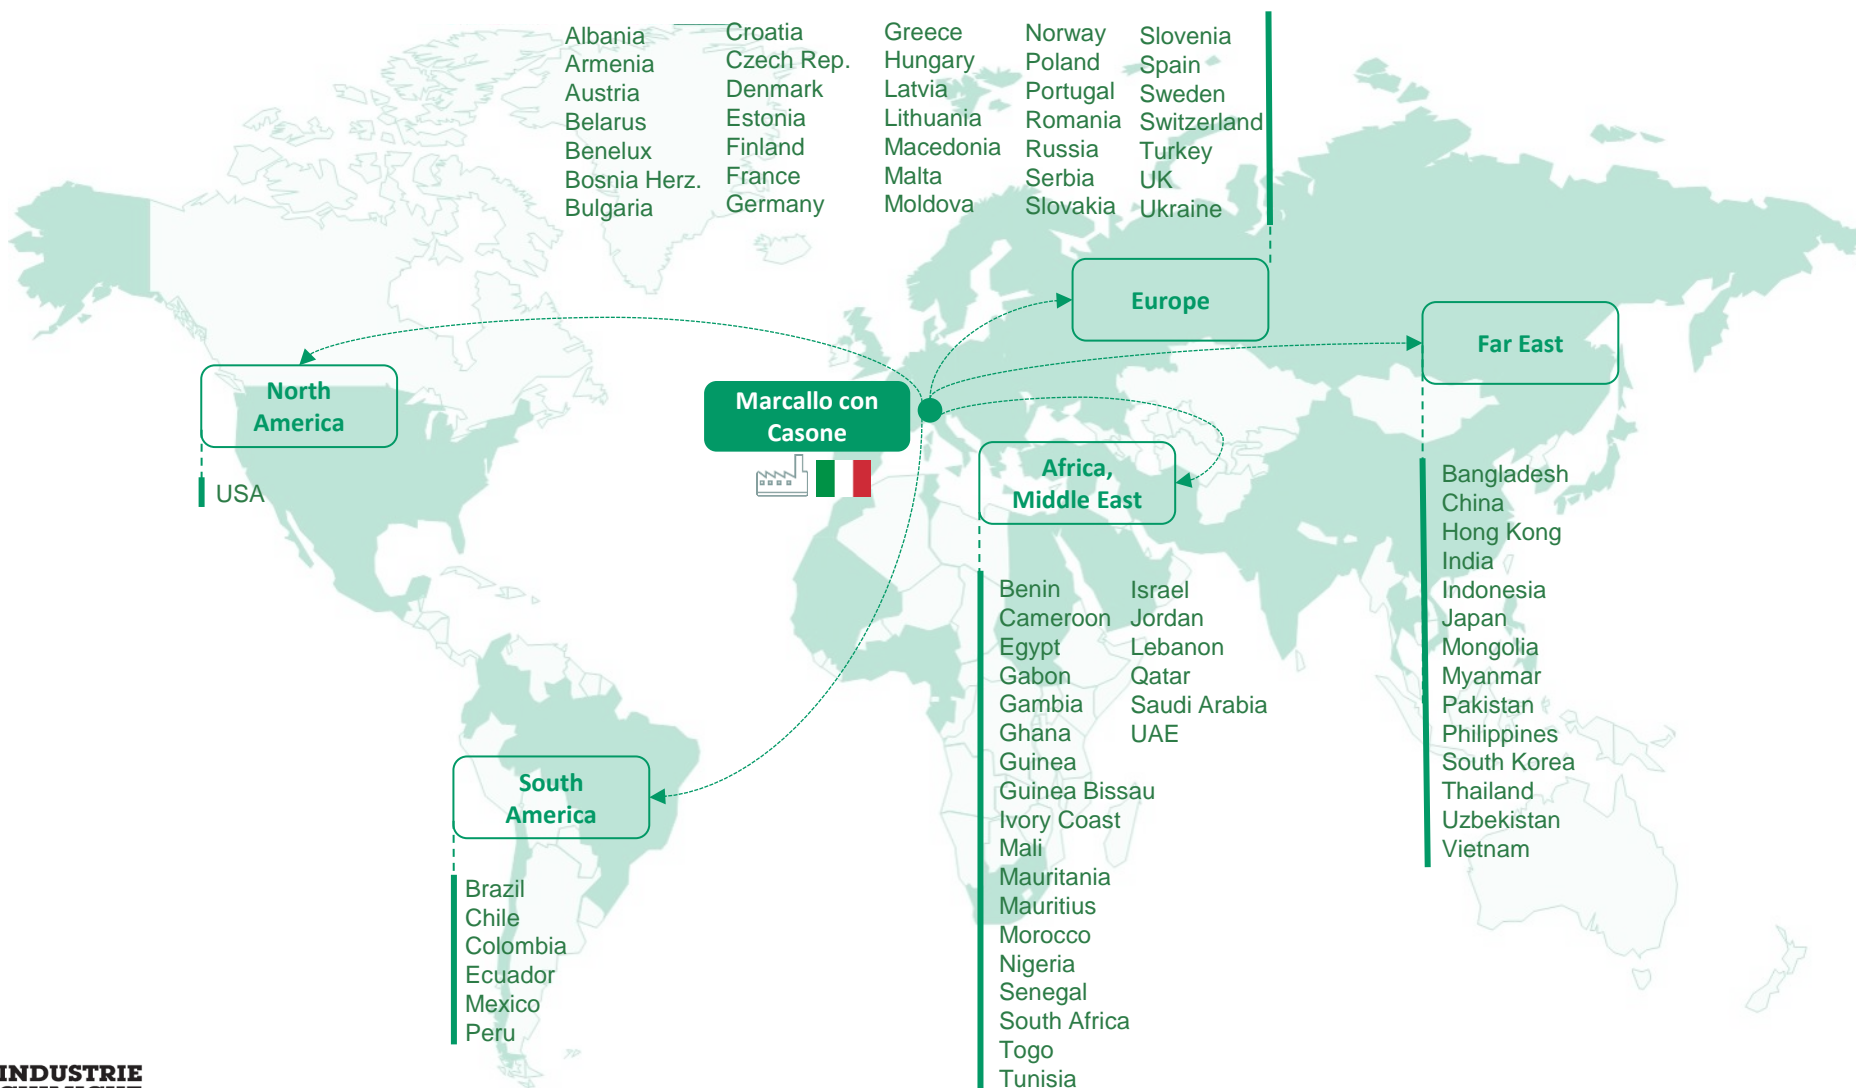 Albania
Armenia
Austria
Belarus
Benelux
Bosnia Herz.
Bulgaria
Croatia
Czech Rep.
Denmark
Estonia
Finland
France
Germany
Greece
Hungary
Latvia
Lithuania
Macedonia
Malta
Moldova
Norway
Poland
Portugal
Romania
Russia
Serbia
Slovakia
Slovenia
Spain
Sweden
Switzerland
Turkey
UK
Ukraine
Europe
Far East
North
America
USA
Marcallo con
Casone
Africa,
Middle East
Bangladesh
China
Hong Kong
India
Indonesia
Japan
Mongolia
Myanmar
Pakistan
Philippines
South Korea
Thailand
Uzbekistan
Vietnam
Benin
Cameroon
Egypt
Gabon
Gambia
Ghana
Guinea
Guinea Bissau
Ivory Coast
Mali
Mauritania
Mauritius
Morocco
Nigeria
Senegal
South Africa
Togo
Tunisia
Israel
Jordan
Lebanon
Qatar
Saudi Arabia
UAE
South
America
Brazil
Chile
Colombia
Ecuador
Mexico
Peru
INDUSTRIE